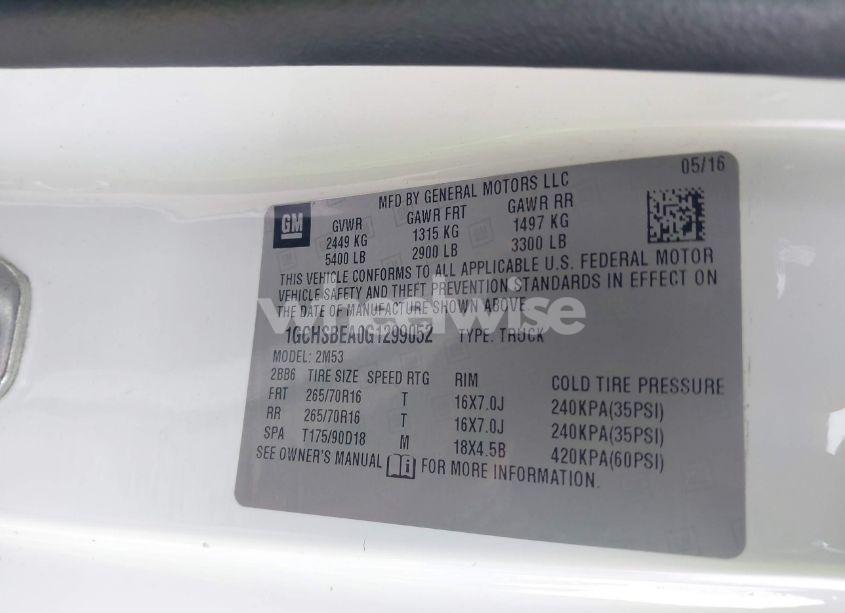 05/16
MFD BY GENERAL MOTORS LLC
GM
GVWR GAWR FRT GAWR RR
2449 KG 1315 KG 1497 KG
5400 LB 2900 LB 3300 LB
THIS VEHICLE CONFORMS TO ALL APPLICABLE U.S. FEDERAL MOTOR
VEHICLE SAFETY AND THEFT PREVENTION STANDARDS IN EFFECT ON
THE DATE OF MANUFACTURE SHOWN ABOVE.
wheelwise
1GCHSBEA0G1299052 TYPE: TRUCK
MODEL: 2M53
2BB6 TIRE SIZE SPEED RTG RIM COLD TIRE PRESSURE
FRT 265/70R16 T 16X7.0J 240KPA(35PSI)
RR 265/70R16 T 16X7.0J 240KPA(35PSI)
SPA T175/90D18 M 18X4.5B 420KPA(60PSI)
SEE OWNER'S MANUAL i FOR MORE INFORMATION.